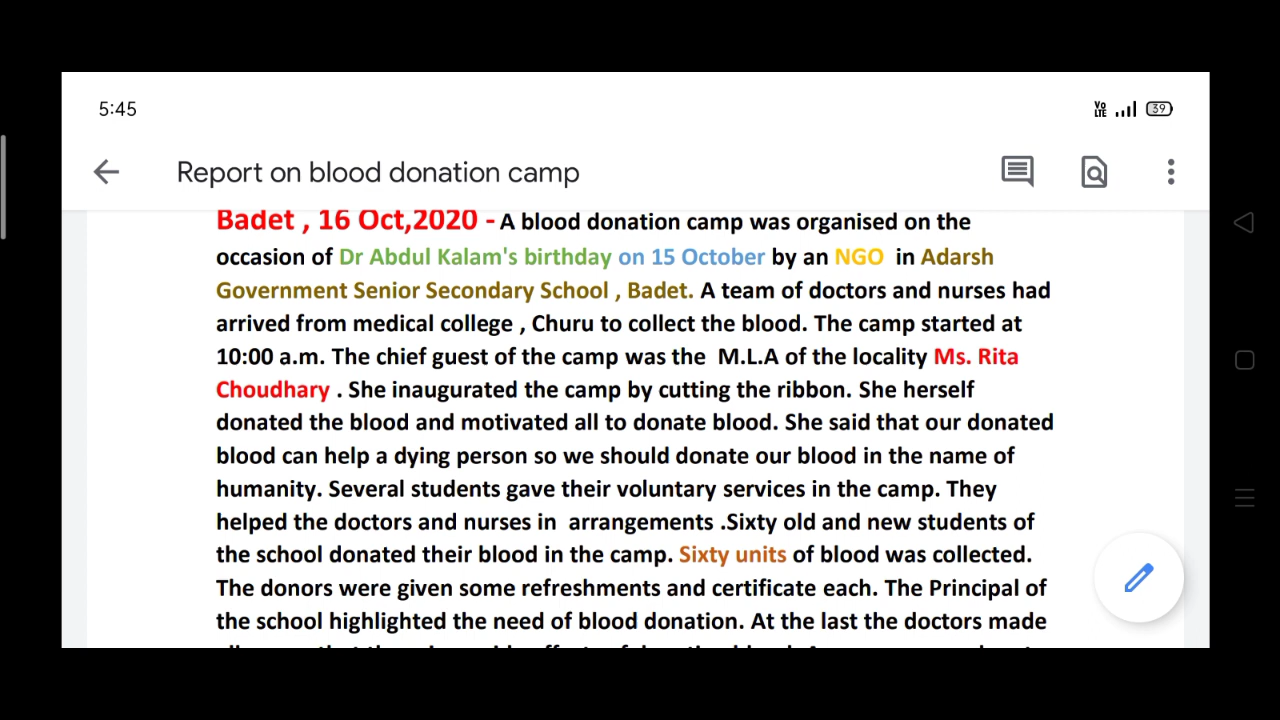 5:45
Vo LTE 39
Report on blood donation camp
Badet , 16 Oct,2020 - A blood donation camp was organised on the
occasion of Dr Abdul Kalam's birthday on 15 October by an NGO in Adarsh
Government Senior Secondary School , Badet. A team of doctors and nurses had
arrived from medical college , Churu to collect the blood. The camp started at
10:00 a.m. The chief guest of the camp was the M.L.A of the locality Ms. Rita
Choudhary . She inaugurated the camp by cutting the ribbon. She herself
donated the blood and motivated all to donate blood. She said that our donated
blood can help a dying person so we should donate our blood in the name of
humanity. Several students gave their voluntary services in the camp. They
helped the doctors and nurses in arrangements .Sixty old and new students of
the school donated their blood in the camp. Sixty units of blood was collected.
The donors were given some refreshments and certificate each. The Principal of
the school highlighted the need of blood donation. At the last the doctors made